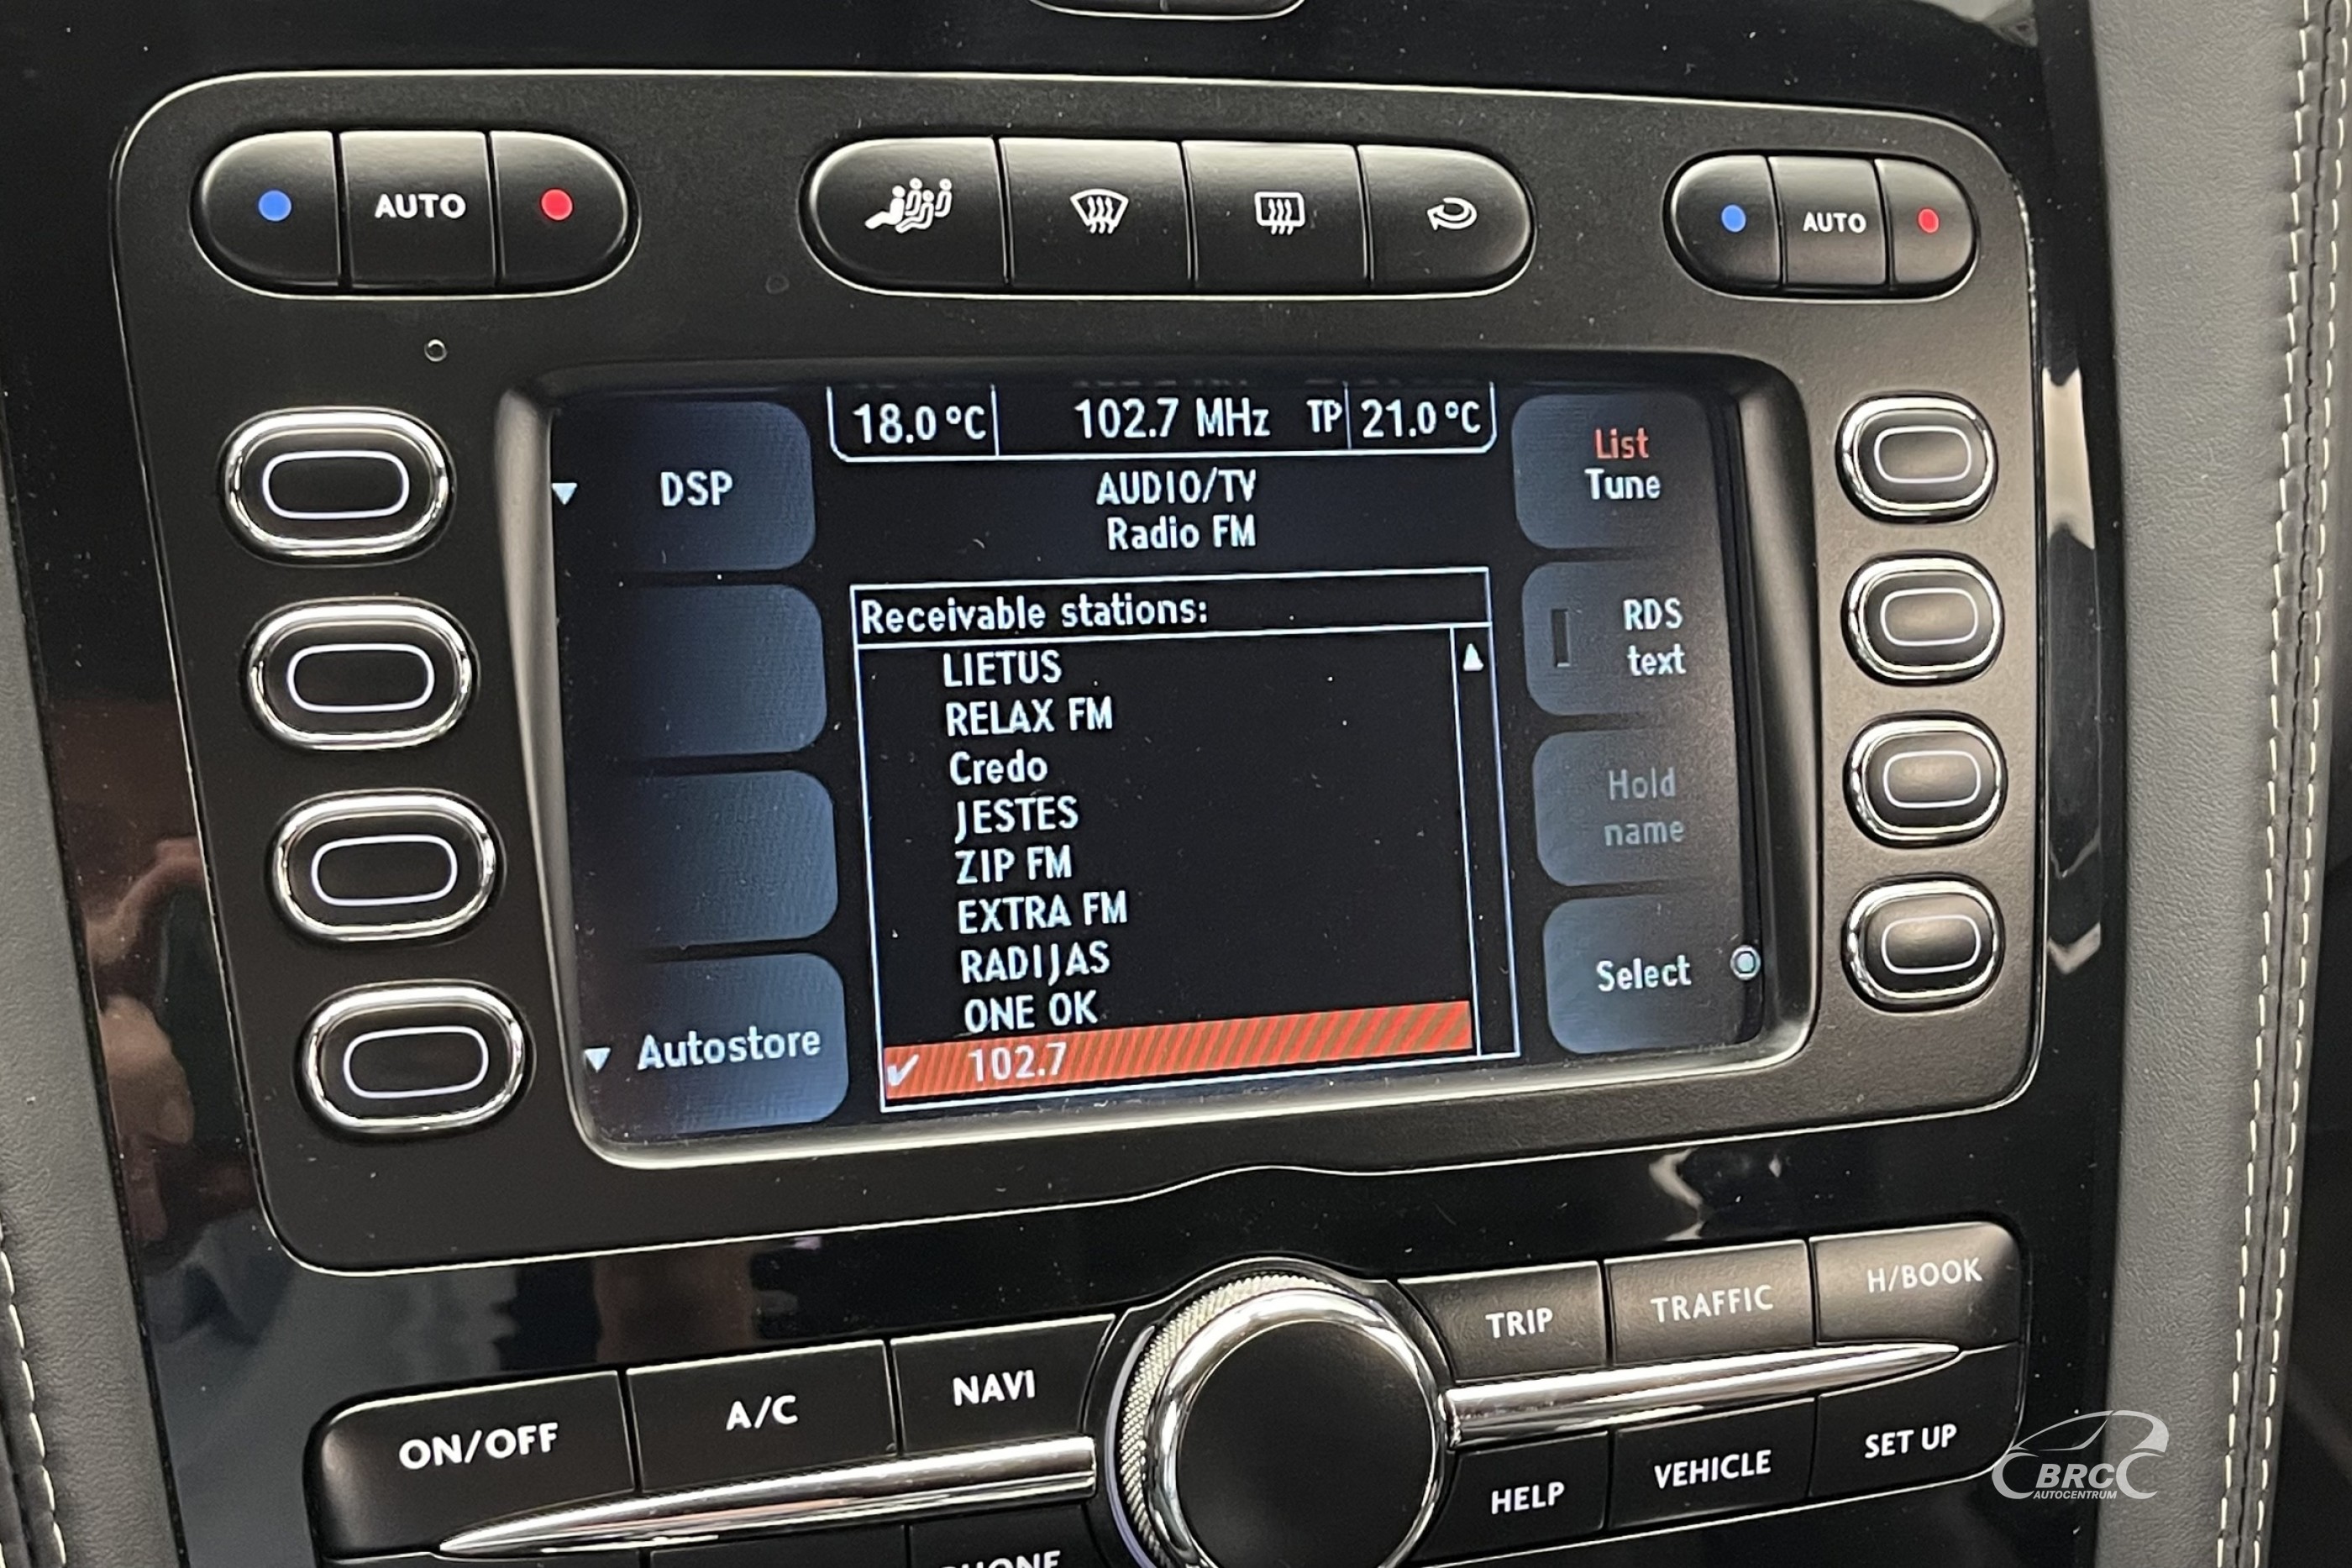 AUTO
AUTO
18.0 °C
102.7 MHz
TP
21.0 °C
AUDIO/TV
Radio FM
DSP
Autostore
Receivable stations:
LIETUS
RELAX FM
Credo
JESTES
ZIP FM
EXTRA FM
RADIJAS
ONE OK
✓ 102.7
List
Tune
RDS
text
Hold
name
Select
ON/OFF
A/C
NAVI
TRIP
TRAFFIC
H/BOOK
HELP
VEHICLE
SET UP
BRC
AUTOCENTRUM